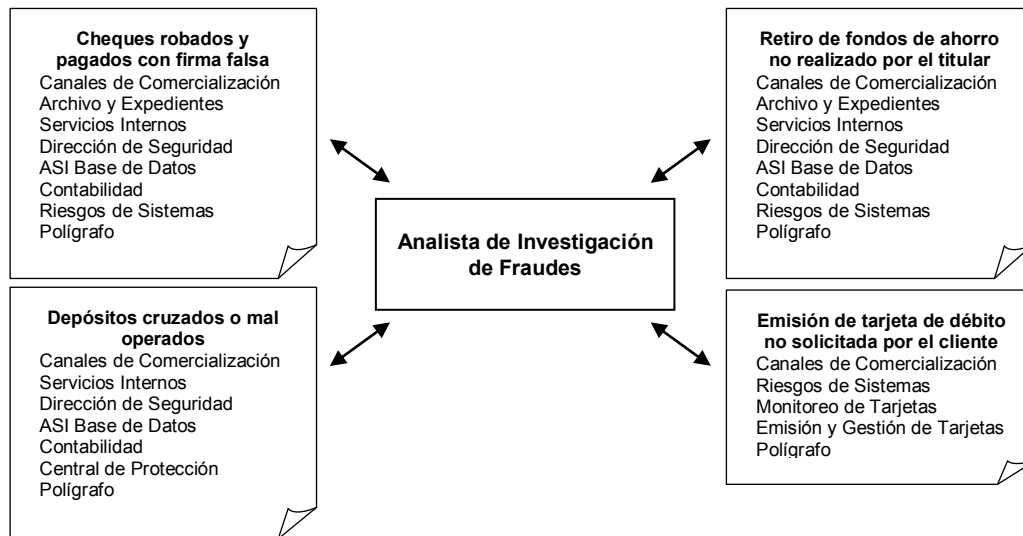 Cheques robados y
pagados con firma falsa
Canales de Comercialización
Archivo y Expedientes
Servicios Internos
Dirección de Seguridad
ASI Base de Datos
Contabilidad
Riesgos de Sistemas
Polígrafo
Retiro de fondos de ahorro
no realizado por el titular
Canales de Comercialización
Archivo y Expedientes
Servicios Internos
Dirección de Seguridad
ASI Base de Datos
Contabilidad
Riesgos de Sistemas
Polígrafo
Analista de Investigación
de Fraudes
Depósitos cruzados o mal
operados
Canales de Comercialización
Servicios Internos
Dirección de Seguridad
ASI Base de Datos
Contabilidad
Central de Protección
Polígrafo
Emisión de tarjeta de débito
no solicitada por el cliente
Canales de Comercialización
Riesgos de Sistemas
Monitoreo de Tarjetas
Emisión y Gestión de Tarjetas
Polígrafo